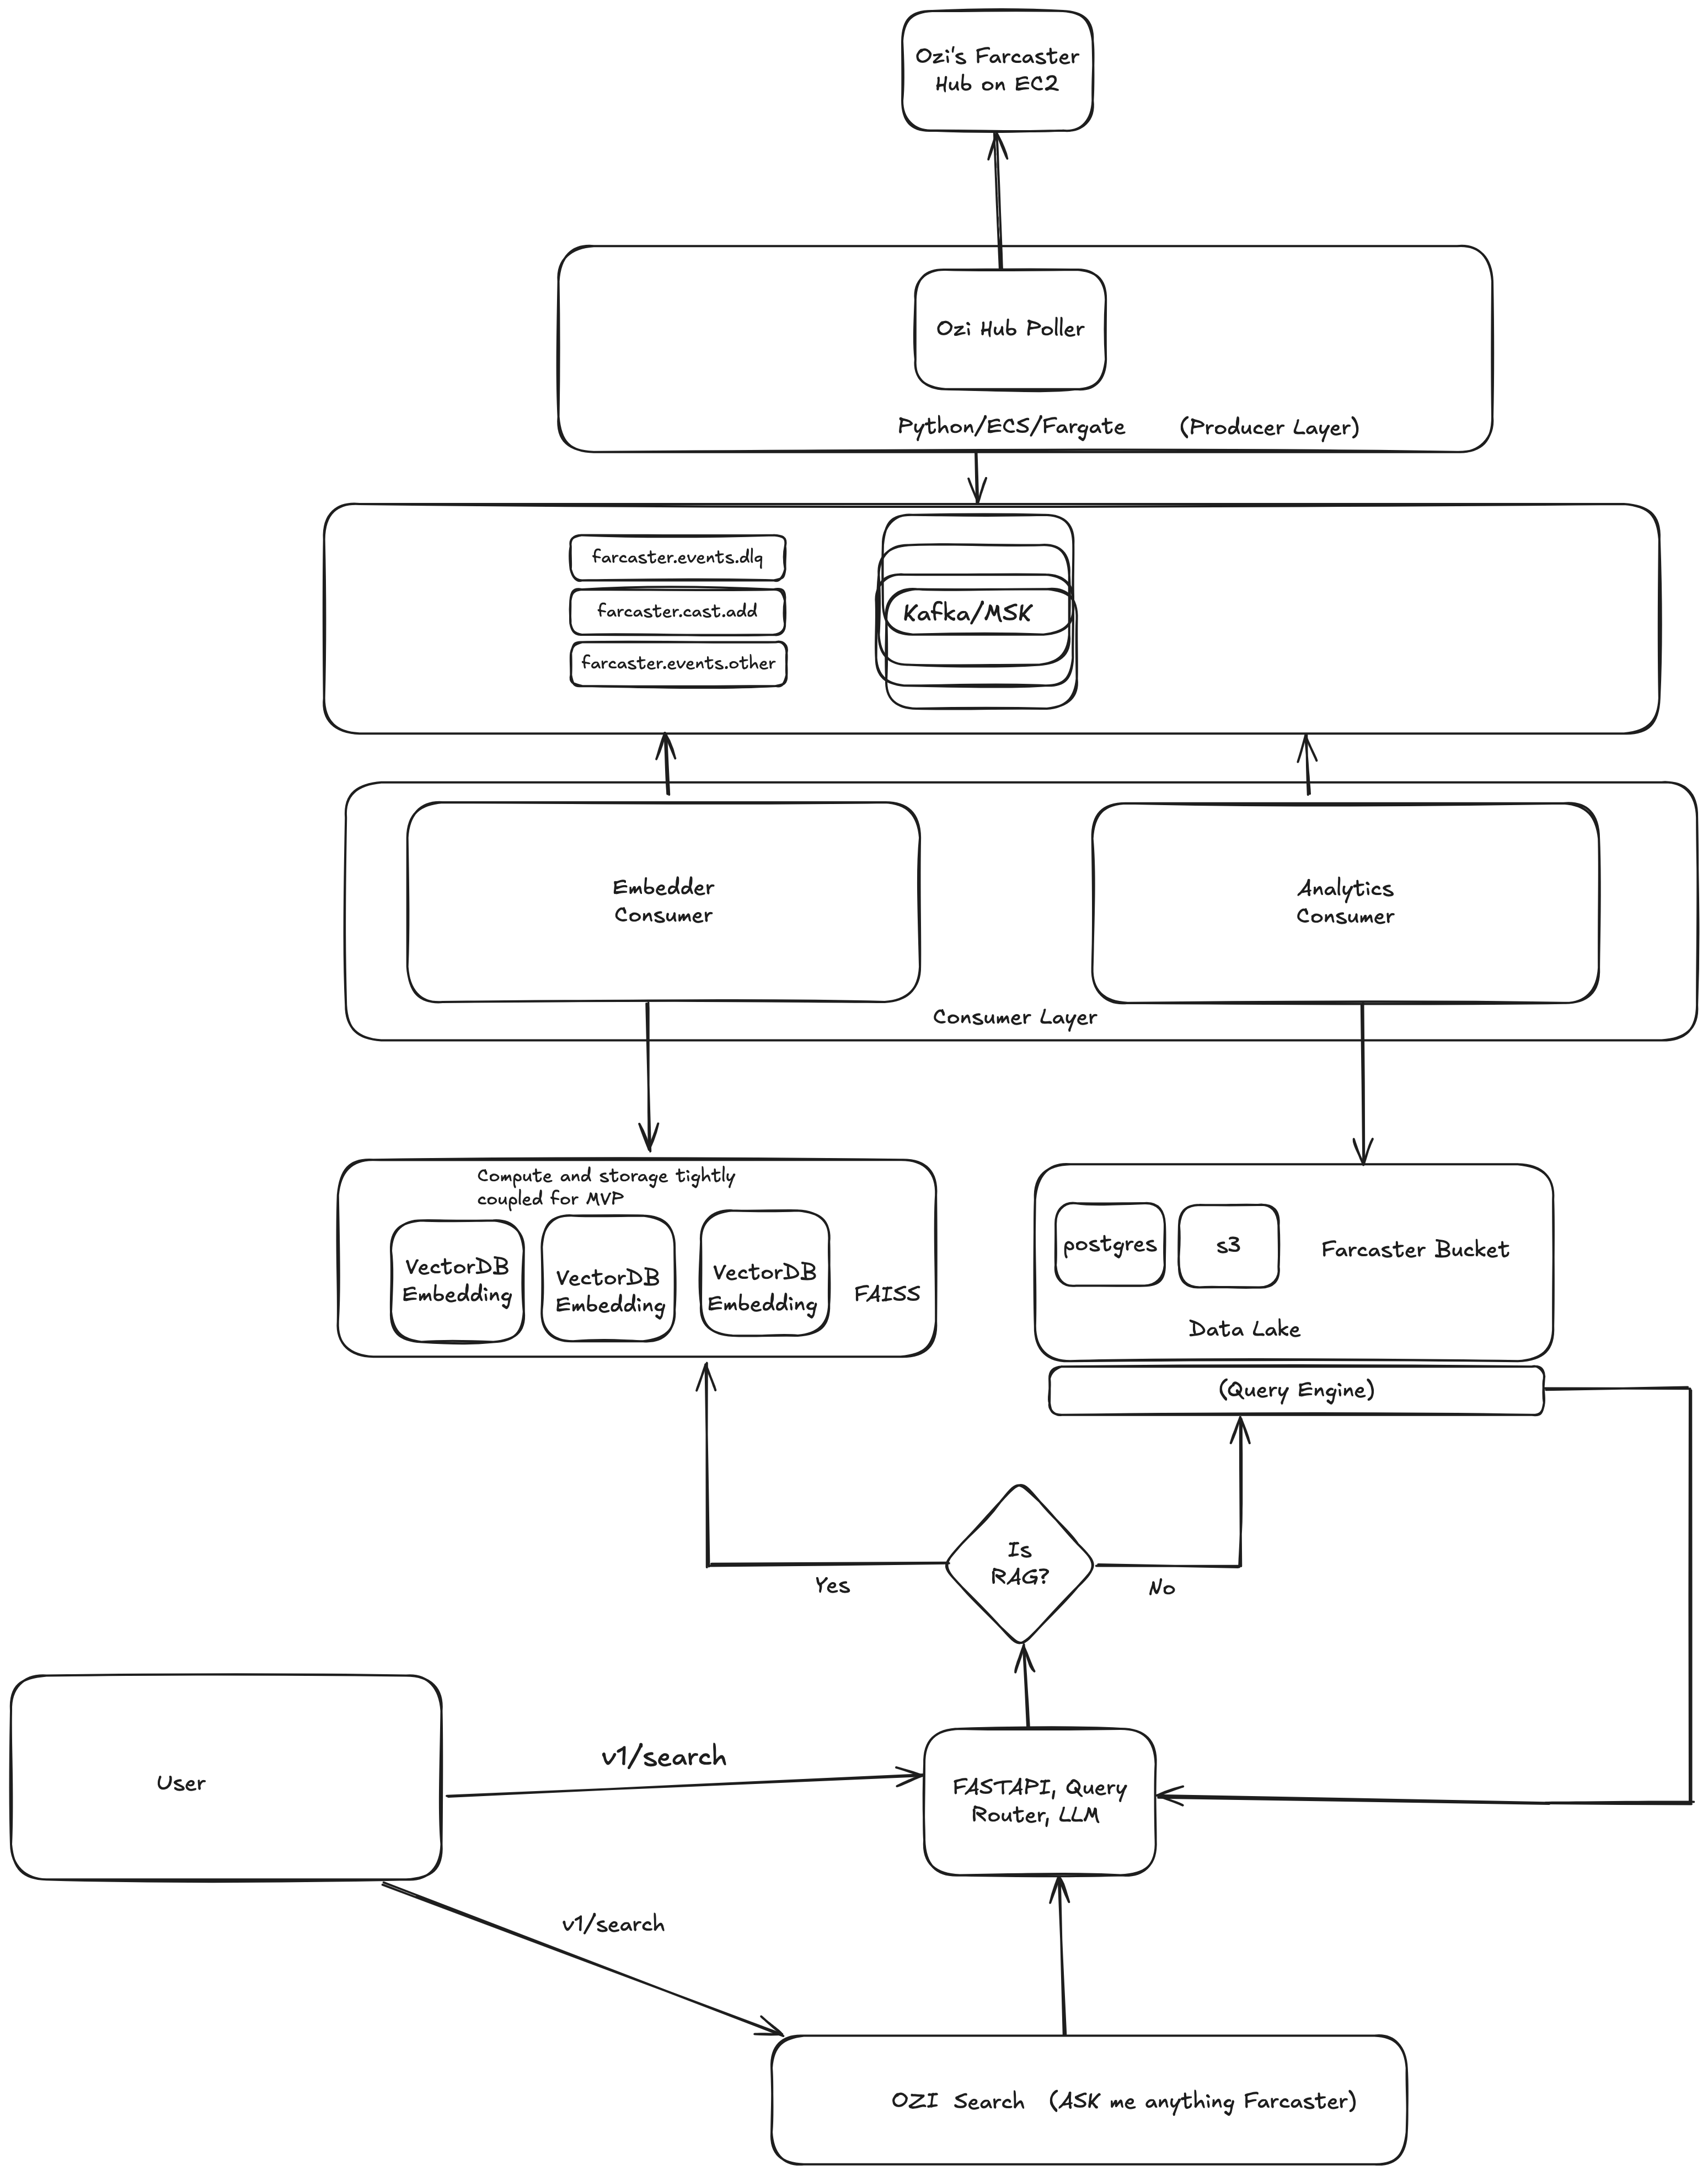 Ozi's Farcaster
Hub on EC2
Ozi Hub Poller
Python/ECS/Fargate (Producer Layer)
farcaster.events.dlq
farcaster.cast.add
farcaster.events.other
Kafka/MSK
Embedder
Consumer
Analytics
Consumer
Consumer Layer
Compute and storage tightly
coupled for MVP
VectorDB
Embedding
VectorDB
Embedding
VectorDB
Embedding
FAISS
postgres
s3
Farcaster Bucket
Data Lake
(Query Engine)
Is
RAG?
Yes
No
User
v1/search
FASTAPI, Query
Router, LLM
v1/search
OZI Search (ASK me anything Farcaster)